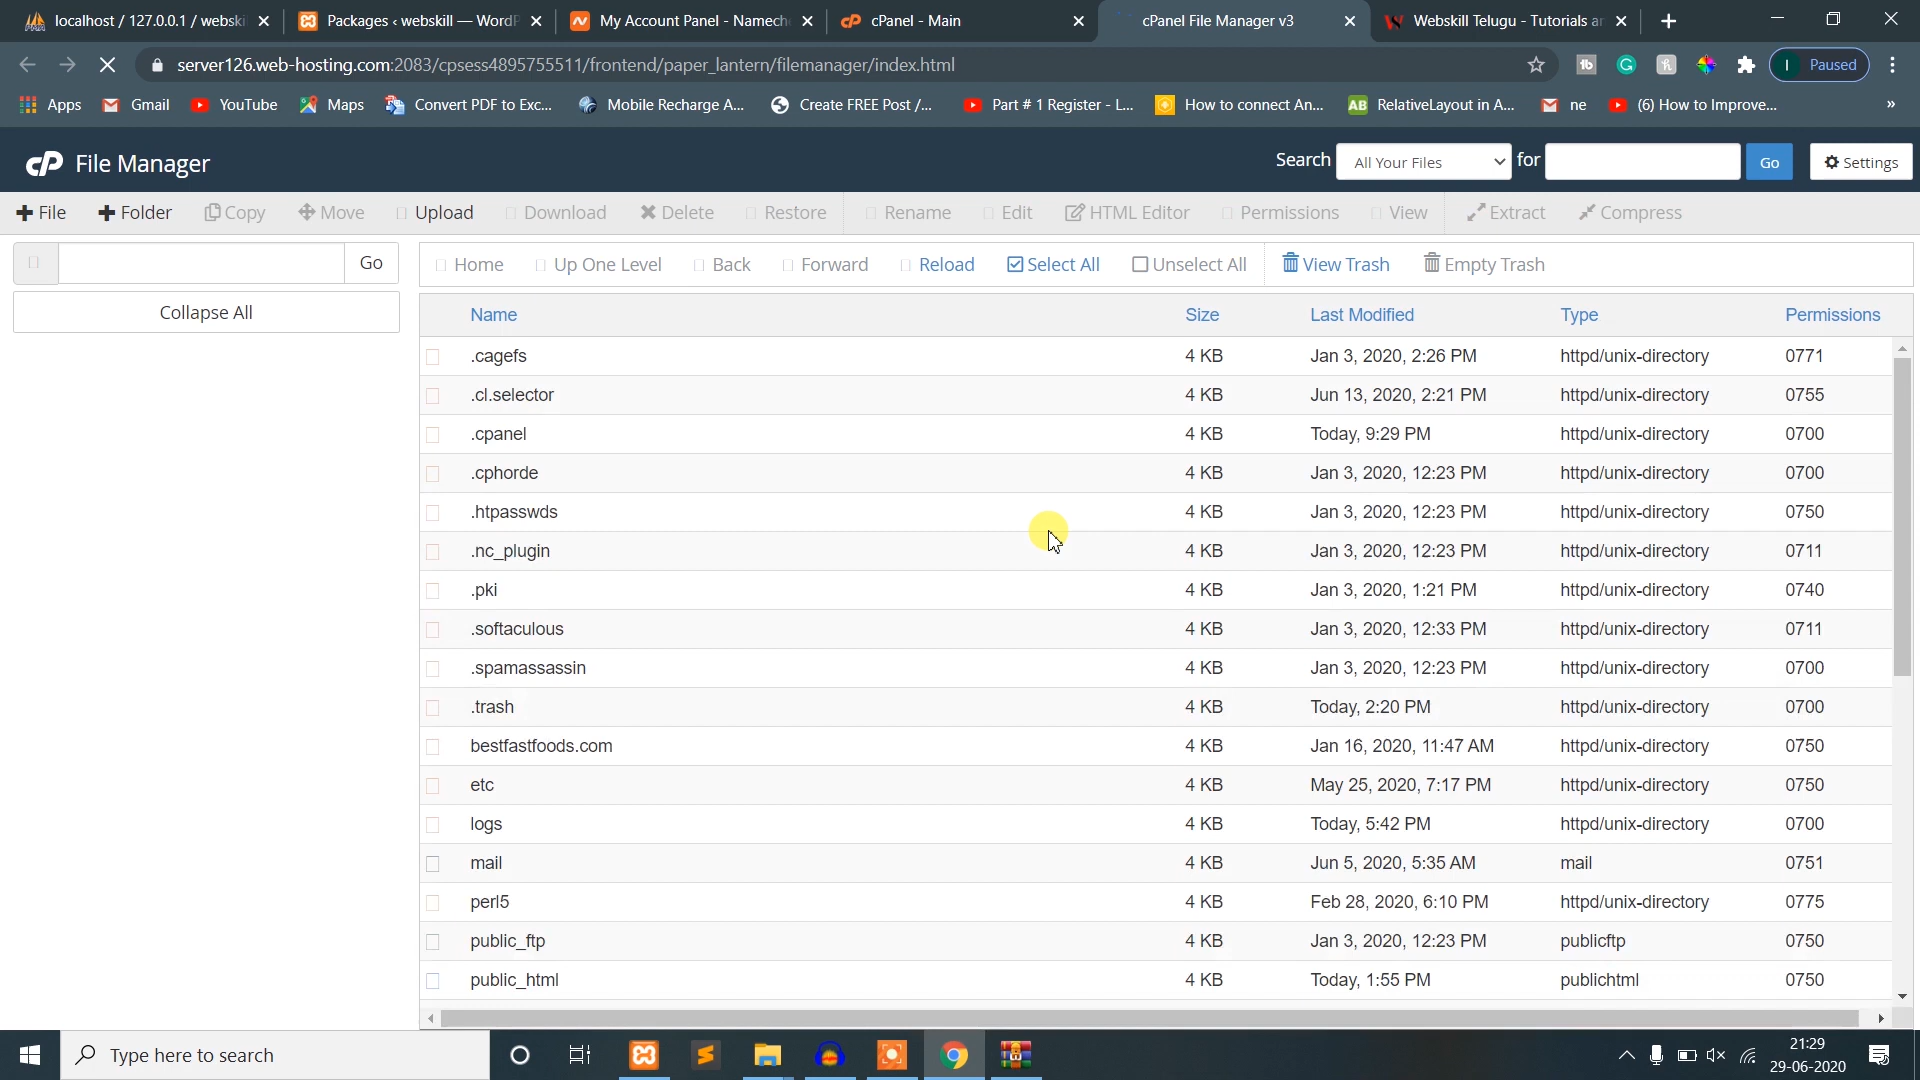 localhost / 127.0.0.1 / webski
Packages ‹ webskill — WordP
My Account Panel - Namech
cPanel - Main
cPanel File Manager v3
Webskill Telugu - Tutorials a
server126.web-hosting.com:2083/cpsess4895755511/frontend/paper_lantern/filemanager/index.html
I Paused
Apps Gmail YouTube Maps Convert PDF to Exc... Mobile Recharge A... Create FREE Post /... Part # 1 Register - L... How to connect An... RelativeLayout in A... ne (6) How to Improve... »
File Manager
Search All Your Files for Go Settings
File Folder Copy Move Upload Download Delete Restore Rename Edit HTML Editor Permissions View Extract Compress
Go
Home Up One Level Back Forward Reload Select All Unselect All View Trash Empty Trash
Collapse All
Name Size Last Modified Type Permissions
.cagefs 4 KB Jan 3, 2020, 2:26 PM httpd/unix-directory 0771
.cl.selector 4 KB Jun 13, 2020, 2:21 PM httpd/unix-directory 0755
.cpanel 4 KB Today, 9:29 PM httpd/unix-directory 0700
.cphorde 4 KB Jan 3, 2020, 12:23 PM httpd/unix-directory 0700
.htpasswds 4 KB Jan 3, 2020, 12:23 PM httpd/unix-directory 0750
.nc_plugin 4 KB Jan 3, 2020, 12:23 PM httpd/unix-directory 0711
.pki 4 KB Jan 3, 2020, 1:21 PM httpd/unix-directory 0740
.softaculous 4 KB Jan 3, 2020, 12:33 PM httpd/unix-directory 0711
.spamassassin 4 KB Jan 3, 2020, 12:23 PM httpd/unix-directory 0700
.trash 4 KB Today, 2:20 PM httpd/unix-directory 0700
bestfastfoods.com 4 KB Jan 16, 2020, 11:47 AM httpd/unix-directory 0750
etc 4 KB May 25, 2020, 7:17 PM httpd/unix-directory 0750
logs 4 KB Today, 5:42 PM httpd/unix-directory 0700
mail 4 KB Jun 5, 2020, 5:35 AM mail 0751
perl5 4 KB Feb 28, 2020, 6:10 PM httpd/unix-directory 0775
public_ftp 4 KB Jan 3, 2020, 12:23 PM publicftp 0750
public_html 4 KB Today, 1:55 PM publichtml 0750
Type here to search
21:29
29-06-2020